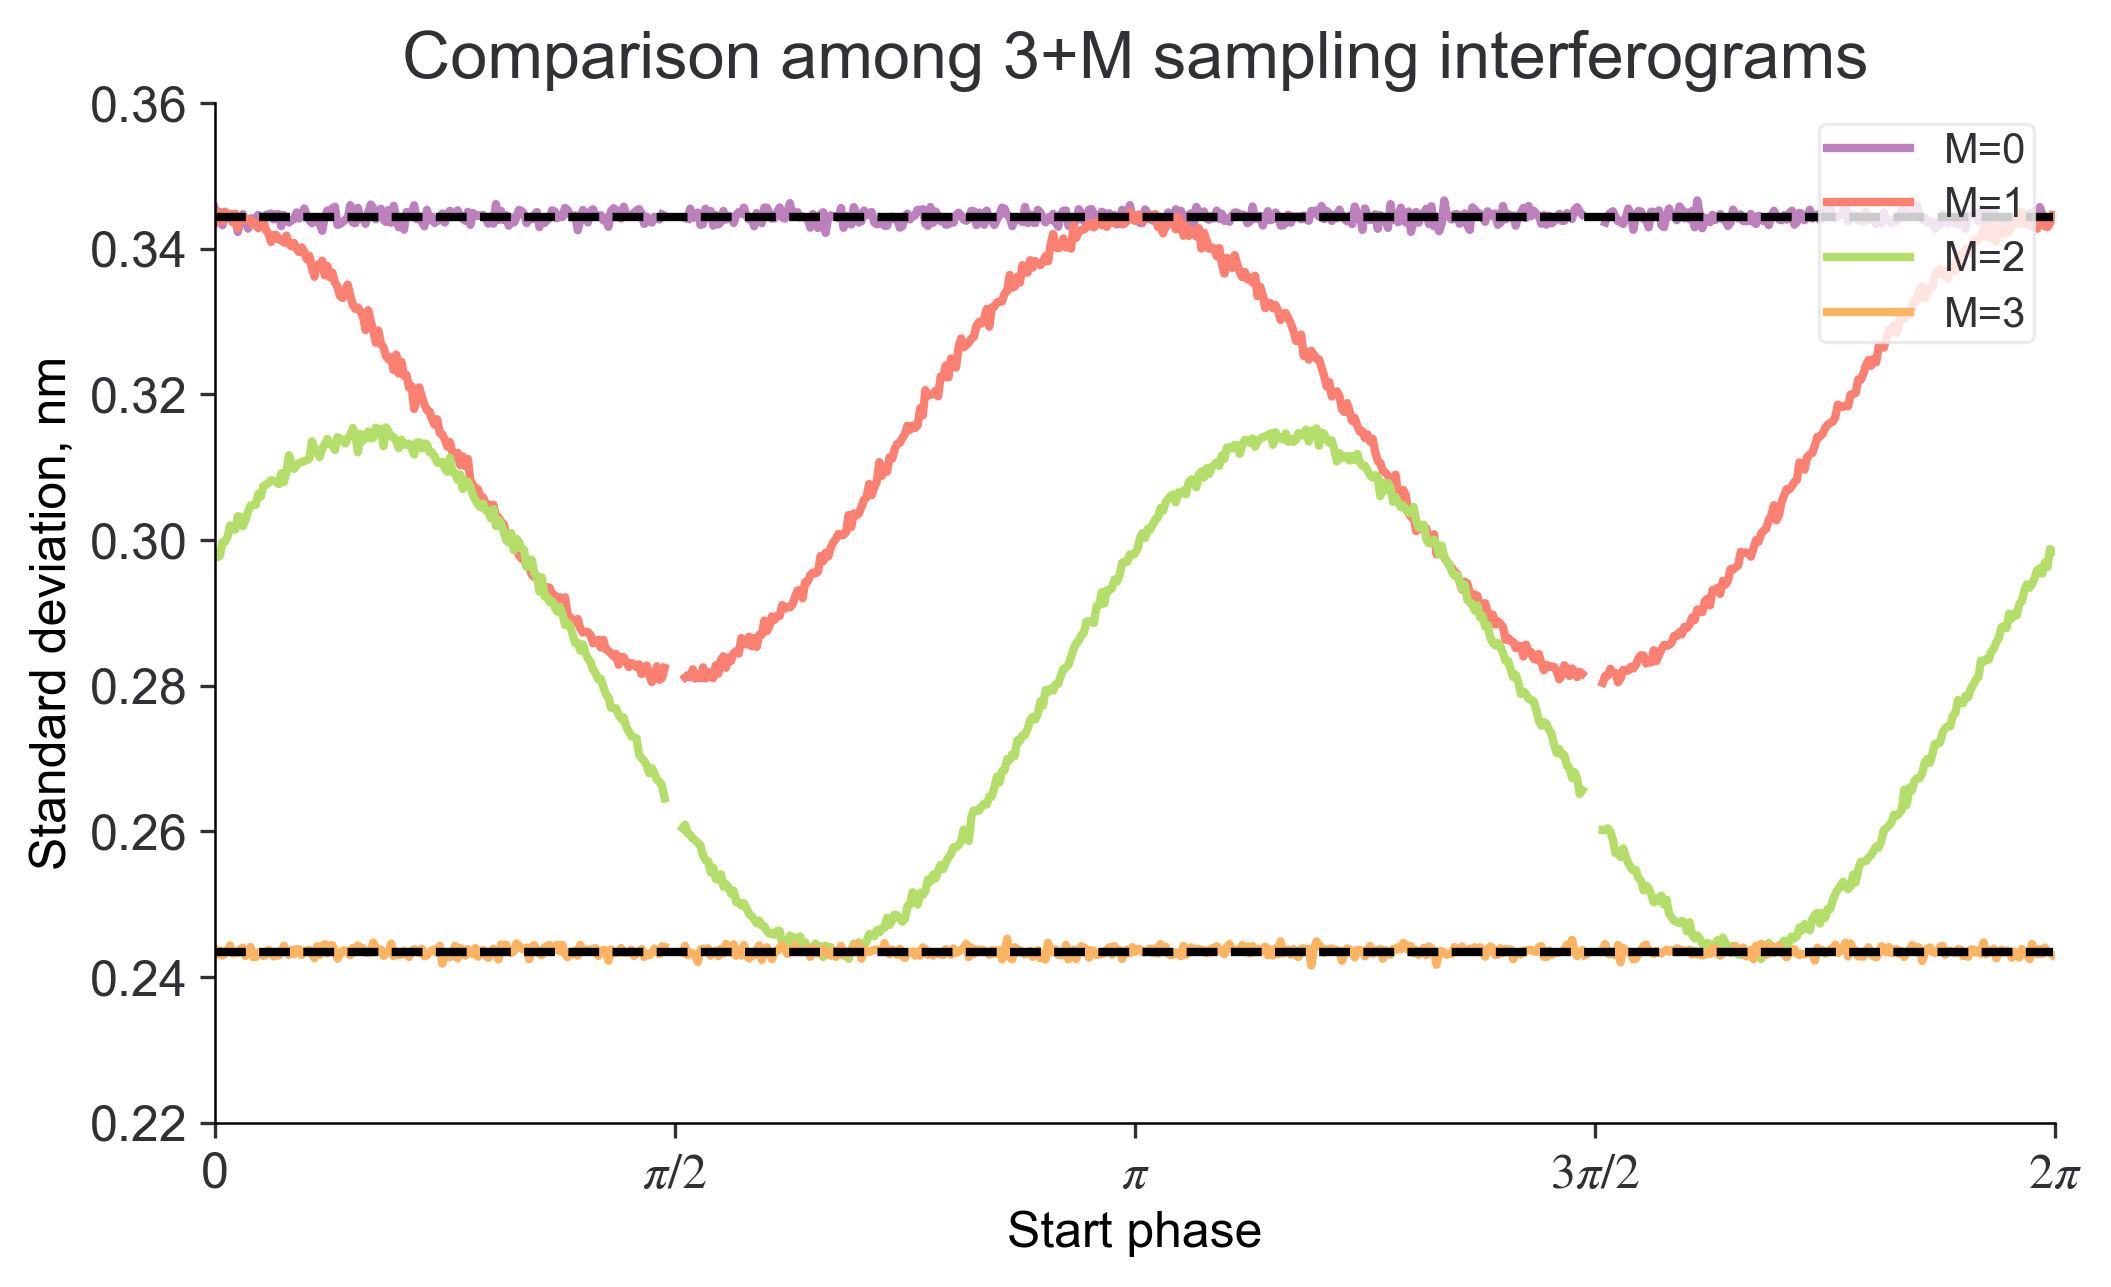 Comparison among 3+M sampling interferograms
0.36
0.34
0.32
0.30
0.28
0.26
0.24
0.22
Standard deviation, nm
M=0
M=1
M=2
M=3
0 π/2 π 3π/2 2π
Start phase